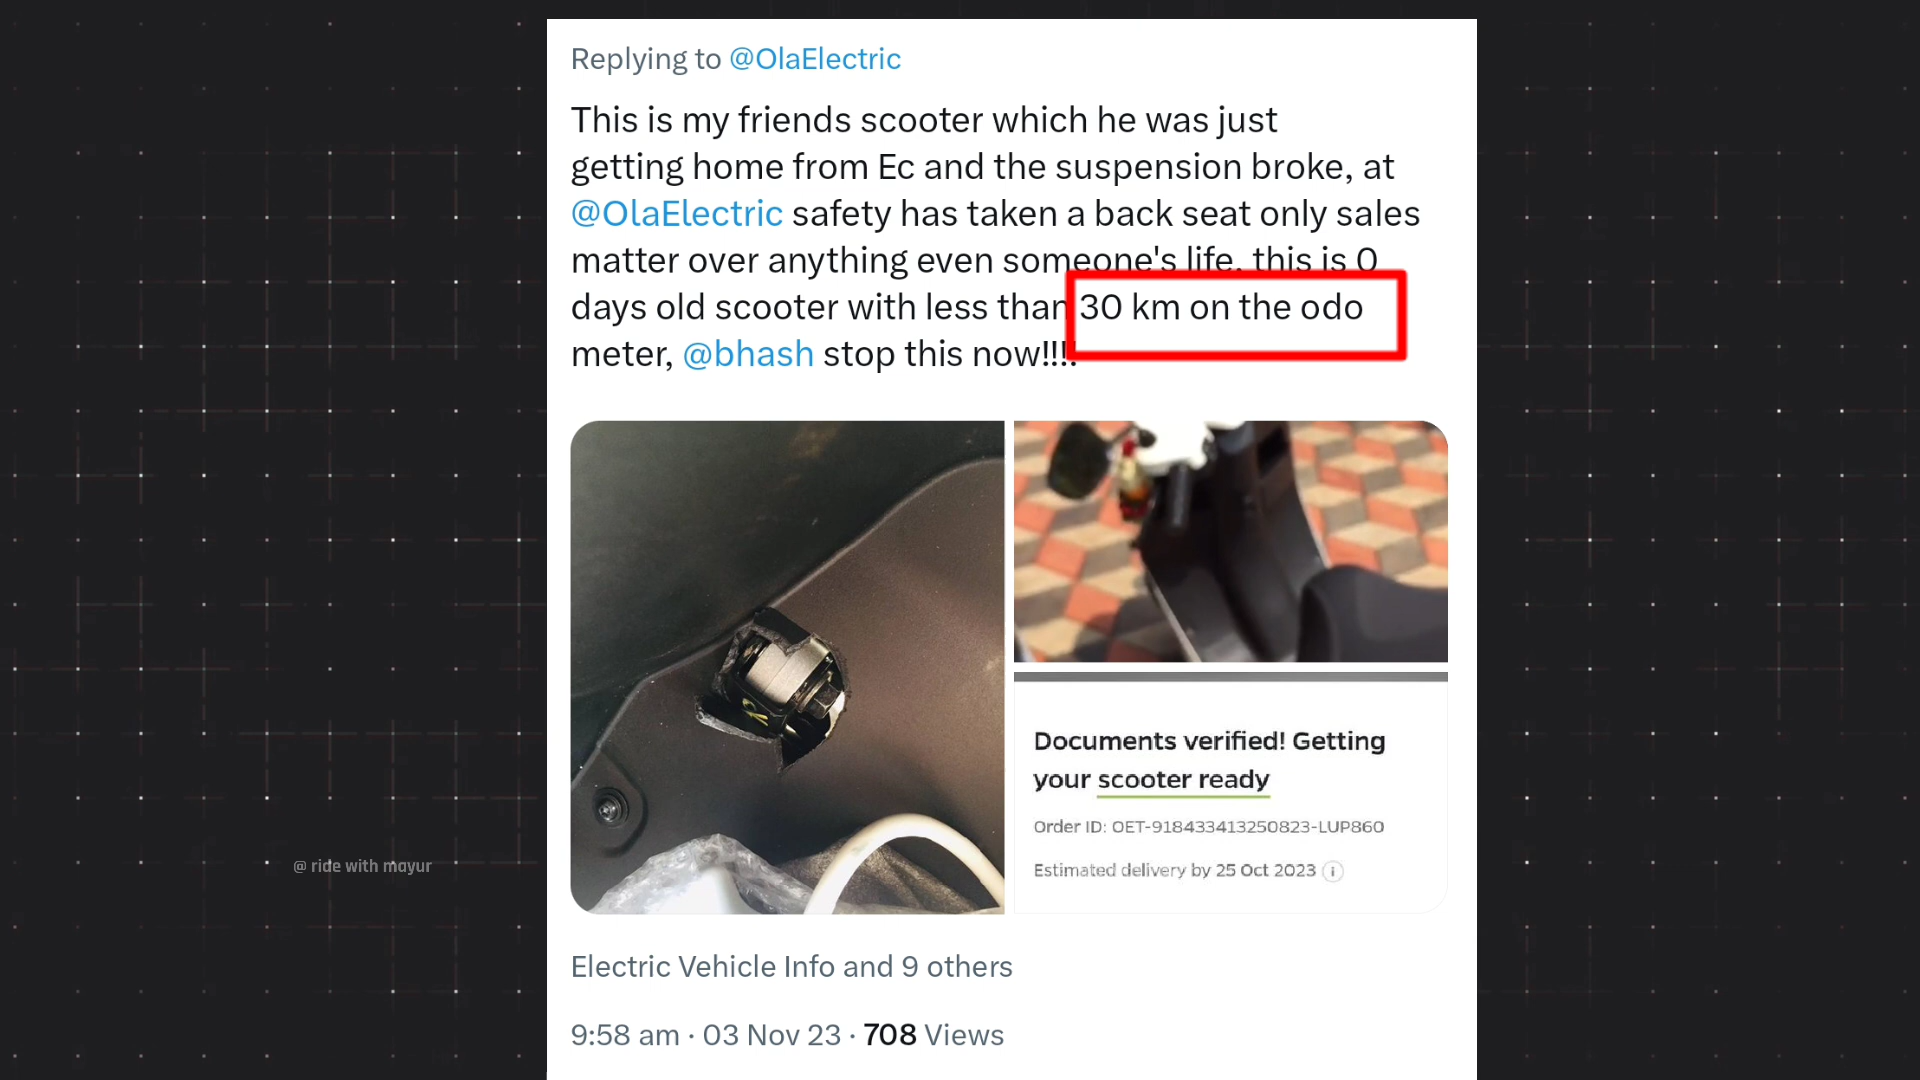 Replying to @OlaElectric
This is my friends scooter which he was just
getting home from Ec and the suspension broke, at
@OlaElectric safety has taken a back seat only sales
matter over anything even someone's life, this is 0
days old scooter with less than 30 km on the odo
meter, @bhash stop this now!!!!
Documents verified! Getting
your scooter ready
Order ID: OET-918433413250823-LUP860
Estimated delivery by 25 Oct 2023
@ ride with mayur
Electric Vehicle Info and 9 others
9:58 am · 03 Nov 23 · 708 Views